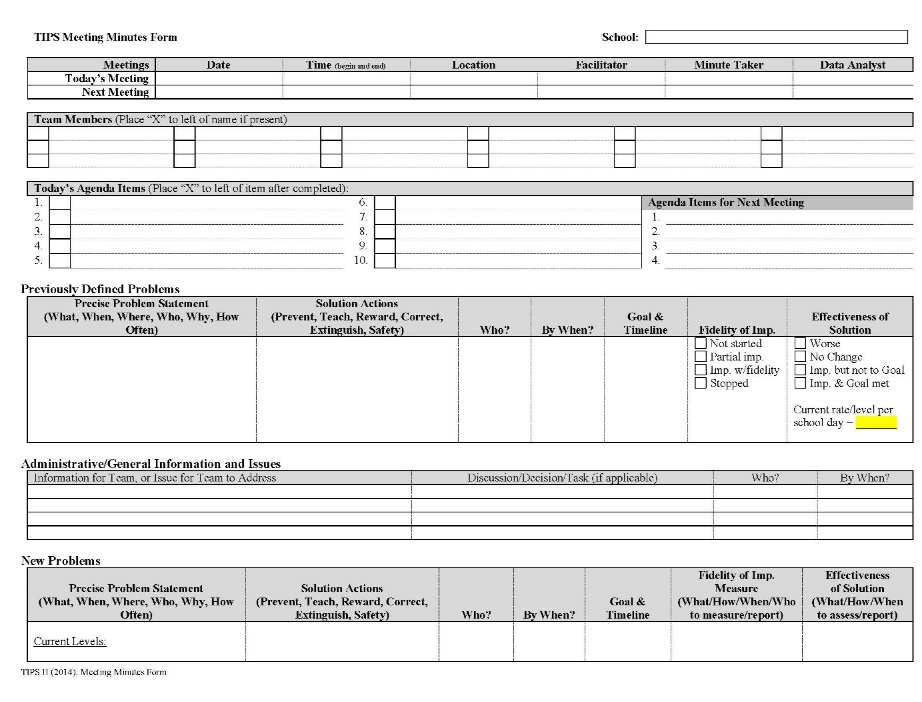 TIPS Meeting Minutes Form School:
Meetings Date Time (begin and end) Location Facilitator Minute Taker Data Analyst
Today's Meeting
Next Meeting
Team Members (Place "X" to left of name if present)
Today's Agenda Items (Place "X" to left of item after completed):
1. 6. Agenda Items for Next Meeting
2. 7. 1.
3. 8. 2.
4. 9. 3.
5. 10. 4.
Previously Defined Problems
Precise Problem Statement
(What, When, Where, Who, Why, How
Often)
Solution Actions
(Prevent, Teach, Reward, Correct,
Extinguish, Safety)
Who?
By When?
Goal &
Timeline
Fidelity of Imp.
Effectiveness of
Solution
Not started
Partial imp.
Imp. w/fidelity
Stopped
Worse
No Change
Imp. but not to Goal
Imp. & Goal met
Current rate/level per
school day –
Administrative/General Information and Issues
Information for Team, or Issue for Team to Address Discussion/Decision/Task (if applicable) Who? By When?
New Problems
Precise Problem Statement
(What, When, Where, Who, Why, How
Often)
Solution Actions
(Prevent, Teach, Reward, Correct,
Extinguish, Safety)
Who?
By When?
Goal &
Timeline
Fidelity of Imp.
Measure
(What/How/When/Who
to measure/report)
Effectiveness
of Solution
(What/How/When
to assess/report)
Current Levels:
TIPS II (2014). Meeting Minutes Form